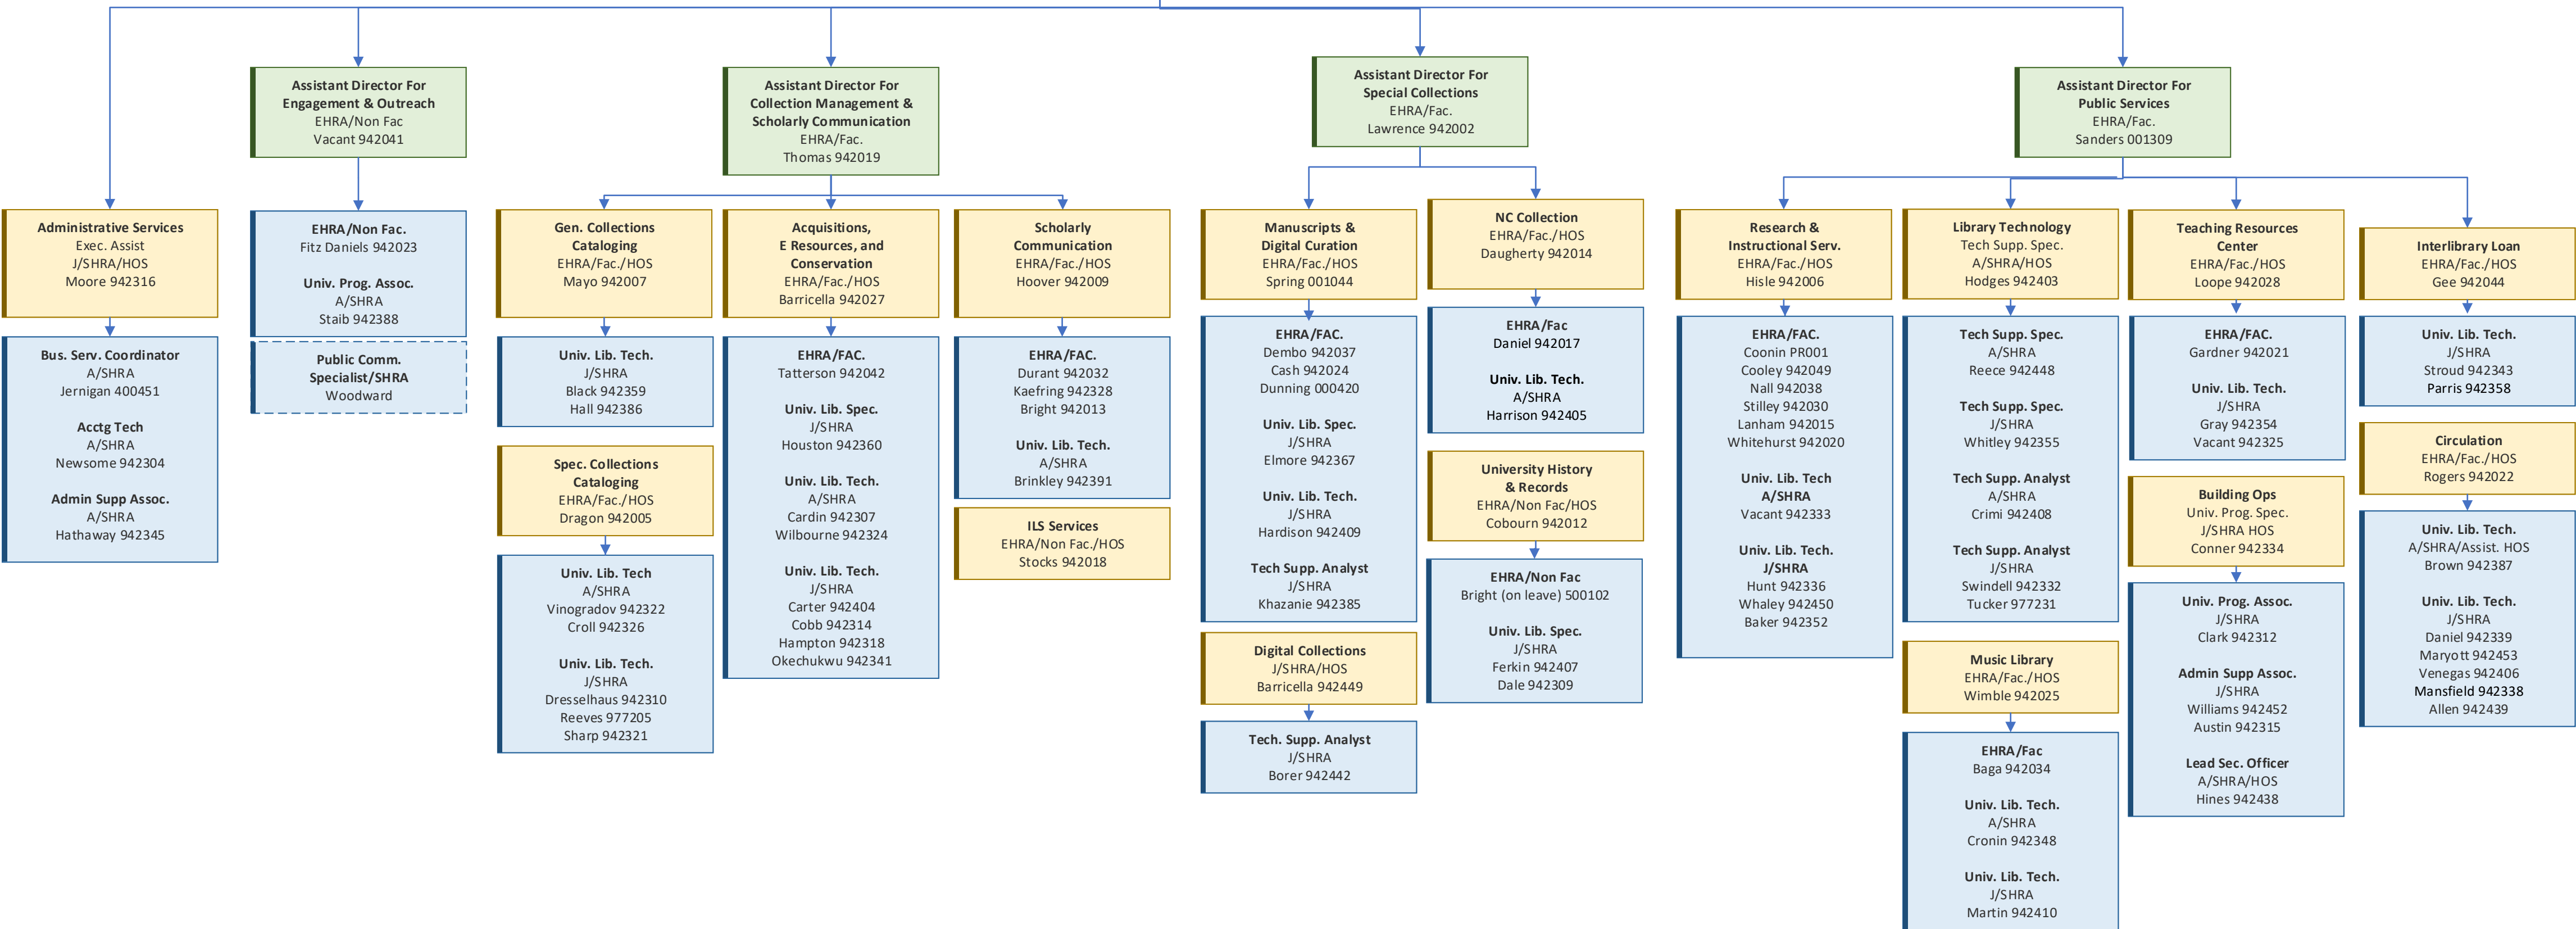 Assistant Director For
Engagement & Outreach
EHRA/Non Fac
Vacant 942041
Assistant Director For
Collection Management &
Scholarly Communication
EHRA/Fac.
Thomas 942019
Assistant Director For
Special Collections
EHRA/Fac.
Lawrence 942002
Assistant Director For
Public Services
EHRA/Fac.
Sanders 001309
Administrative Services
Exec. Assist
J/SHRA/HOS
Moore 942316
Bus. Serv. Coordinator
A/SHRA
Jernigan 400451
Acctg Tech
A/SHRA
Newsome 942304
Admin Supp Assoc.
A/SHRA
Hathaway 942345
EHRA/Non Fac.
Fitz Daniels 942023
Univ. Prog. Assoc.
A/SHRA
Staib 942388
Public Comm.
Specialist/SHRA
Woodward
Gen. Collections
Cataloging
EHRA/Fac./HOS
Mayo 942007
Univ. Lib. Tech.
J/SHRA
Black 942359
Hall 942386
Spec. Collections
Cataloging
EHRA/Fac./HOS
Dragon 942005
Univ. Lib. Tech
A/SHRA
Vinogradov 942322
Croll 942326
Univ. Lib. Tech.
J/SHRA
Dresselhaus 942310
Reeves 977205
Sharp 942321
Acquisitions,
E Resources, and
Conservation
EHRA/Fac./HOS
Barricella 942027
EHRA/FAC.
Tatterson 942042
Univ. Lib. Spec.
J/SHRA
Houston 942360
Univ. Lib. Tech.
A/SHRA
Cardin 942307
Wilbourne 942324
Univ. Lib. Tech.
J/SHRA
Carter 942404
Cobb 942314
Hampton 942318
Okechukwu 942341
Scholarly
Communication
EHRA/Fac./HOS
Hoover 942009
EHRA/FAC.
Durant 942032
Kaefring 942328
Bright 942013
Univ. Lib. Tech.
A/SHRA
Brinkley 942391
ILS Services
EHRA/Non Fac./HOS
Stocks 942018
Manuscripts &
Digital Curation
EHRA/Fac./HOS
Spring 001044
EHRA/FAC.
Dembo 942037
Cash 942024
Dunning 000420
Univ. Lib. Spec.
J/SHRA
Elmore 942367
Univ. Lib. Tech.
J/SHRA
Hardison 942409
Tech Supp. Analyst
J/SHRA
Khazanie 942385
Digital Collections
J/SHRA/HOS
Barricella 942449
Tech. Supp. Analyst
J/SHRA
Borer 942442
NC Collection
EHRA/Fac./HOS
Daugherty 942014
EHRA/Fac
Daniel 942017
Univ. Lib. Tech.
A/SHRA
Harrison 942405
University History
& Records
EHRA/Non Fac/HOS
Cobourn 942012
EHRA/Non Fac
Bright (on leave) 500102
Univ. Lib. Spec.
J/SHRA
Ferkin 942407
Dale 942309
Research &
Instructional Serv.
EHRA/Fac./HOS
Hisle 942006
EHRA/FAC.
Coonin PR001
Cooley 942049
Nall 942038
Stilley 942030
Lanham 942015
Whitehurst 942020
Univ. Lib. Tech
A/SHRA
Vacant 942333
Univ. Lib. Tech.
J/SHRA
Hunt 942336
Whaley 942450
Baker 942352
Library Technology
Tech Supp. Spec.
A/SHRA/HOS
Hodges 942403
Tech Supp. Spec.
A/SHRA
Reece 942448
Tech Supp. Spec.
J/SHRA
Whitley 942355
Tech Supp. Analyst
A/SHRA
Crimi 942408
Tech Supp. Analyst
J/SHRA
Swindell 942332
Tucker 977231
Music Library
EHRA/Fac./HOS
Wimble 942025
EHRA/Fac
Baga 942034
Univ. Lib. Tech.
A/SHRA
Cronin 942348
Univ. Lib. Tech.
J/SHRA
Martin 942410
Teaching Resources
Center
EHRA/Fac./HOS
Loope 942028
EHRA/FAC.
Gardner 942021
Univ. Lib. Tech.
J/SHRA
Gray 942354
Vacant 942325
Building Ops
Univ. Prog. Spec.
J/SHRA HOS
Conner 942334
Univ. Prog. Assoc.
J/SHRA
Clark 942312
Admin Supp Assoc.
J/SHRA
Williams 942452
Austin 942315
Lead Sec. Officer
A/SHRA/HOS
Hines 942438
Interlibrary Loan
EHRA/Fac./HOS
Gee 942044
Univ. Lib. Tech.
J/SHRA
Stroud 942343
Parris 942358
Circulation
EHRA/Fac./HOS
Rogers 942022
Univ. Lib. Tech.
A/SHRA/Assist. HOS
Brown 942387
Univ. Lib. Tech.
J/SHRA
Daniel 942339
Maryott 942453
Venegas 942406
Mansfield 942338
Allen 942439